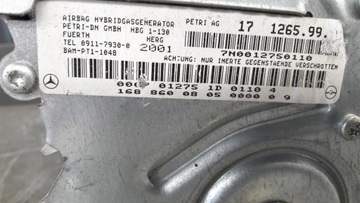 AIRBAG HYBRIDGASGENERATOR PETRI AG 17 1265.99.
PETRI-DN GMBH HBG 1-130
FUERTH HERG
TEL 0911-7930-0 2001 7M0012750110
BAM-PT1-1048
ACHTUNG: NUR INERTE GEGENSTAENDE VERSCHROTTEN
01275 1D 0110 4
168 860 08 05 0000 0 9